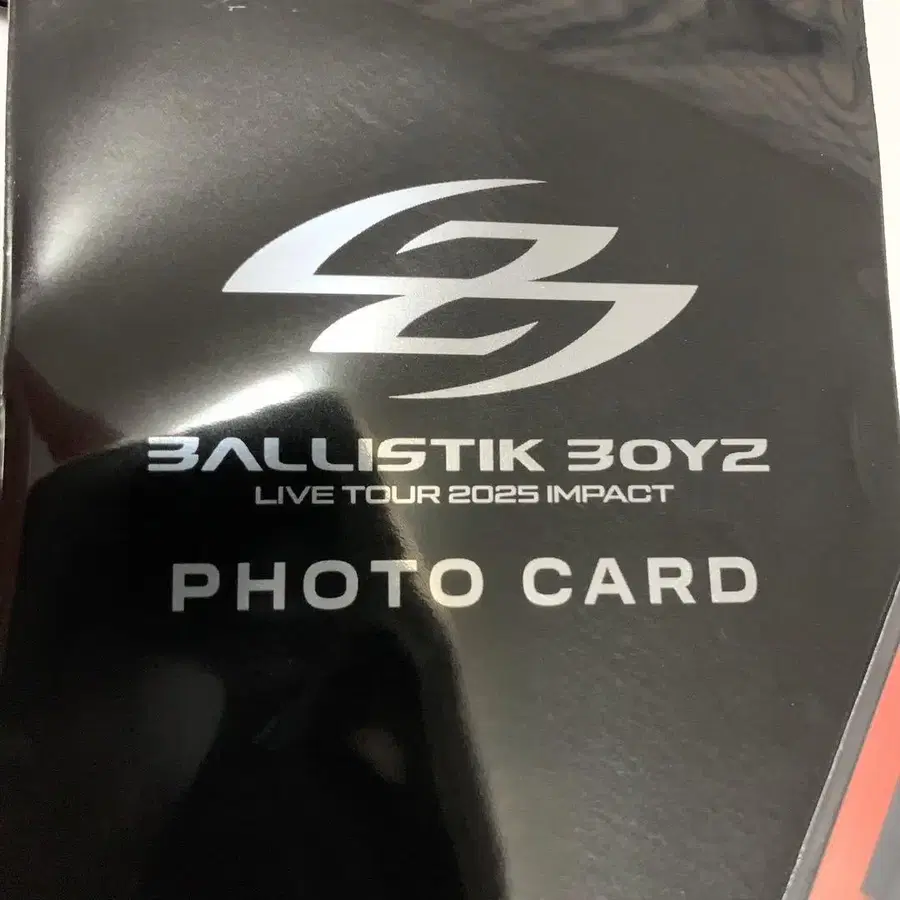 BALLISTIK BOYZ
LIVE TOUR 2025 IMPACT
PHOTO CARD